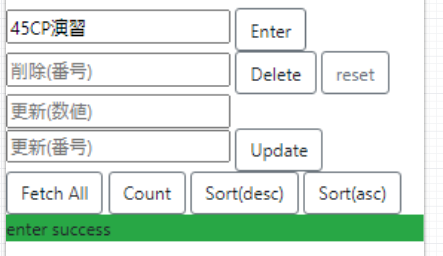 45CP演習 Enter
削除(番号) Delete reset
更新(数値)
更新(番号) Update
Fetch All Count Sort(desc) Sort(asc)
enter success